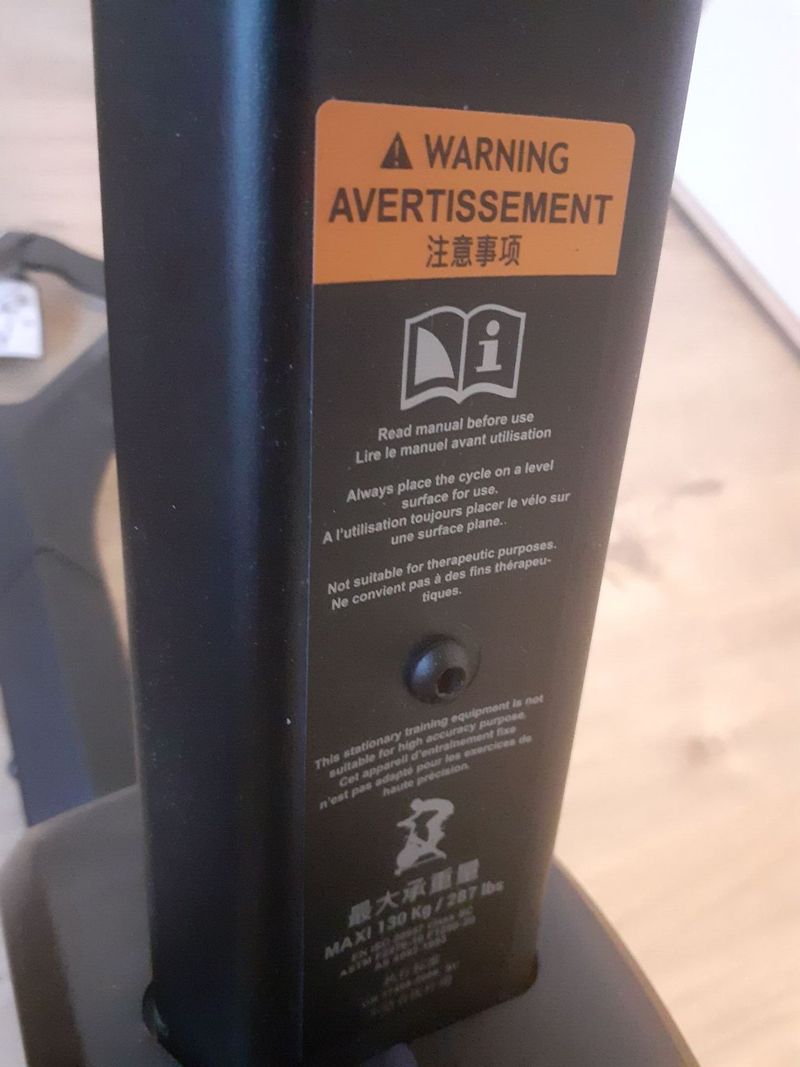 WARNING
AVERTISSEMENT
注意事项
Read manual before use
Lire le manuel avant utilisation
Always place the cycle on a level
surface for use.
A l'utilisation toujours placer le vélo sur
une surface plane.
Not suitable for therapeutic purposes.
Ne convient pas à des fins thérapeu-
tiques.
This stationary training equipment is not
suitable for high accuracy purpose.
Cet appareil d'entraînement fixe
n'est pas adapté pour les exercices de
haute précision.
最大承重量
MAXI 130 Kg / 287 lbs